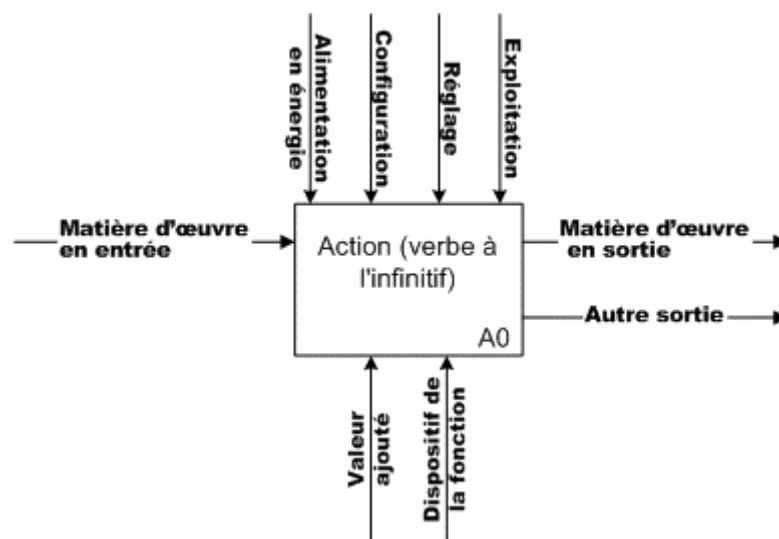 Alimentation
en énergie
Configuration
Réglage
Exploitation
Matière d'œuvre
en entrée
Action (verbe à
l'infinitif)
A0
Matière d'œuvre
en sortie
Autre sortie
Valeur
ajouté
Dispositif de
la fonction